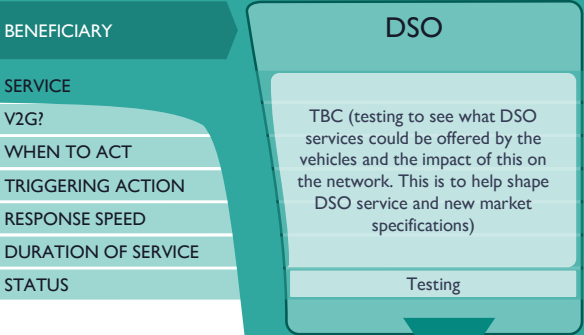 BENEFICIARY
DSO
SERVICE
V2G?
WHEN TO ACT
TRIGGERING ACTION
RESPONSE SPEED
DURATION OF SERVICE
STATUS
TBC (testing to see what DSO
services could be offered by the
vehicles and the impact of this on
the network. This is to help shape
DSO service and new market
specifications)
Testing